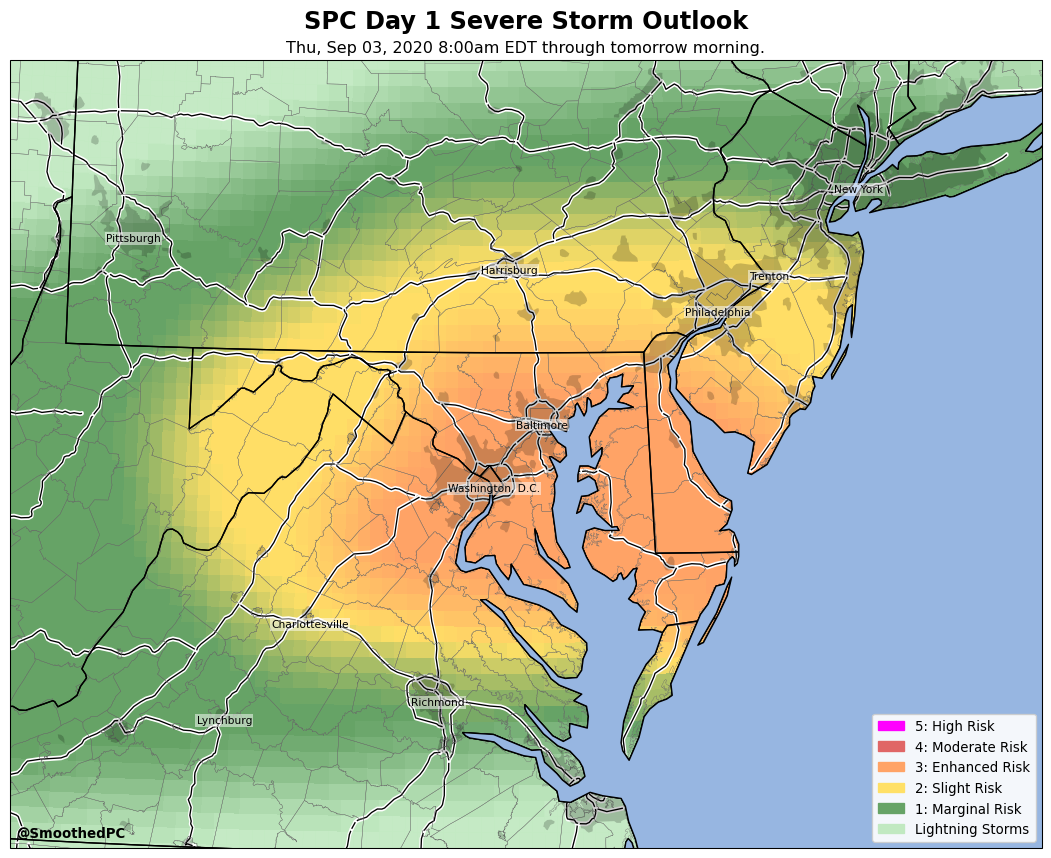 SPC Day 1 Severe Storm Outlook
Thu, Sep 03, 2020 8:00am EDT through tomorrow morning.
New York
Pittsburgh
Harrisburg
Trenton
Philadelphia
Baltimore
Washington, D.C.
Charlottesville
Richmond
Lynchburg
5: High Risk
4: Moderate Risk
3: Enhanced Risk
2: Slight Risk
1: Marginal Risk
Lightning Storms
@SmoothedPC